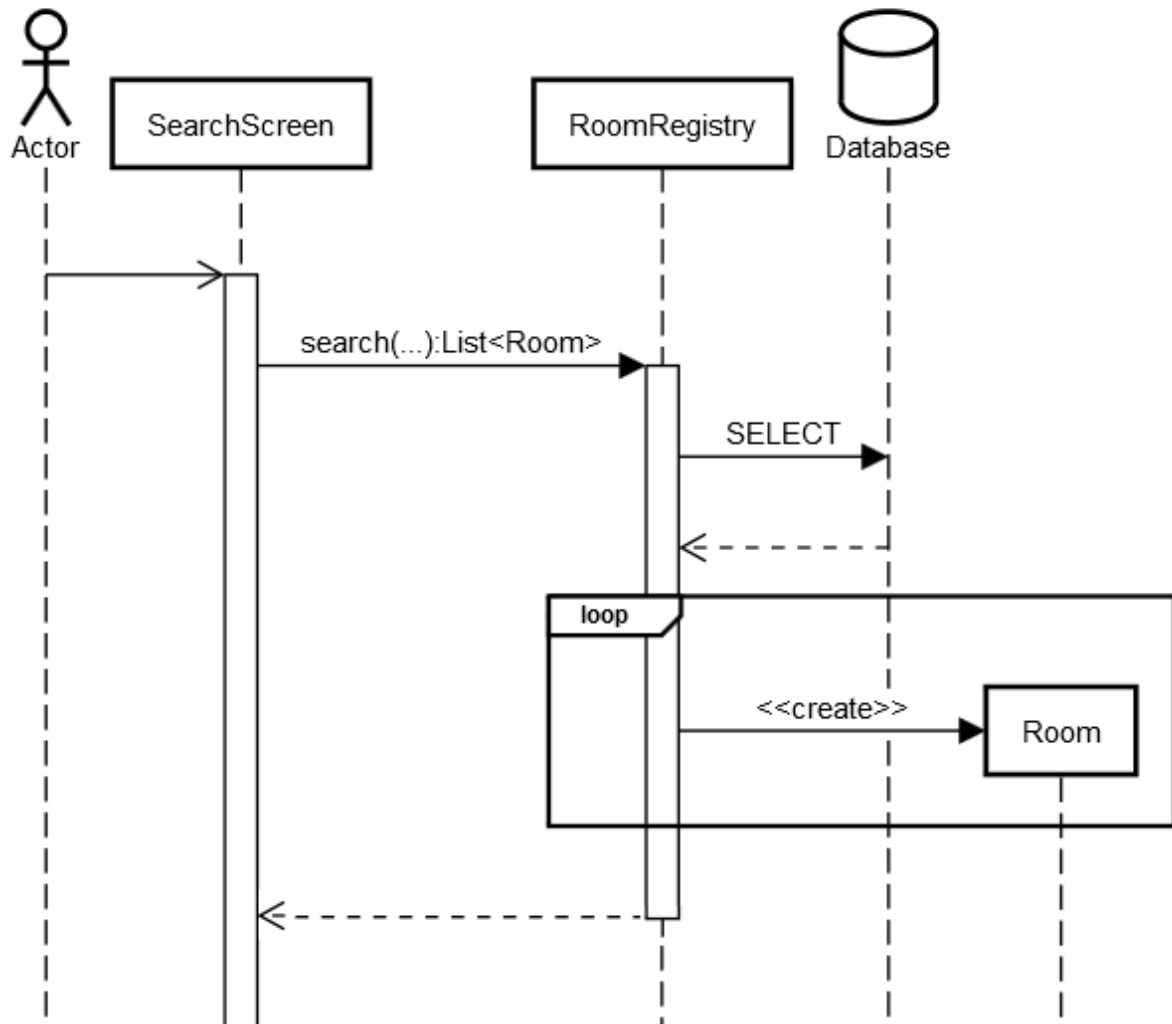 Actor
SearchScreen
RoomRegistry
Database
search(...):List<Room>
SELECT
loop
<<create>>
Room